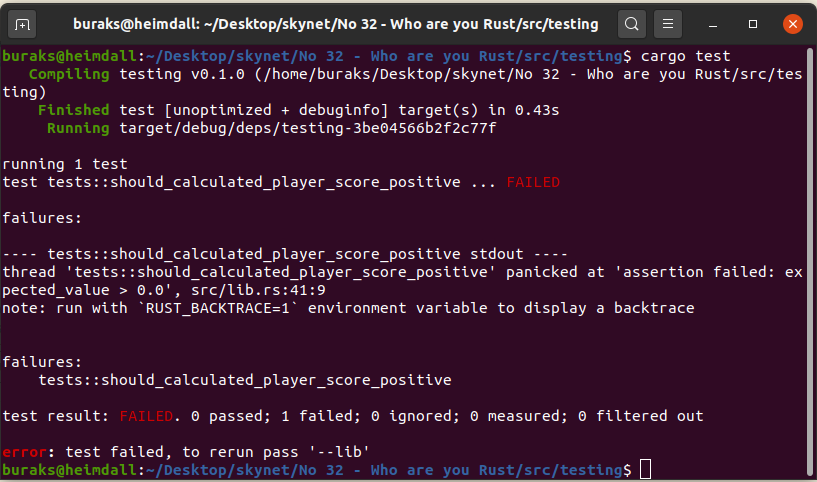 buraks@heimdall: ~/Desktop/skynet/No 32 - Who are you Rust/src/testing
buraks@heimdall:~/Desktop/skynet/No 32 - Who are you Rust/src/testing$ cargo test
   Compiling testing v0.1.0 (/home/buraks/Desktop/skynet/No 32 - Who are you Rust/src/tes
ting)
    Finished test [unoptimized + debuginfo] target(s) in 0.43s
     Running target/debug/deps/testing-3be04566b2f2c77f
running 1 test
test tests::should_calculated_player_score_positive ... FAILED
failures:
---- tests::should_calculated_player_score_positive stdout ----
thread 'tests::should_calculated_player_score_positive' panicked at 'assertion failed: ex
pected_value > 0.0', src/lib.rs:41:9
note: run with `RUST_BACKTRACE=1` environment variable to display a backtrace
failures:
    tests::should_calculated_player_score_positive
test result: FAILED. 0 passed; 1 failed; 0 ignored; 0 measured; 0 filtered out
error: test failed, to rerun pass '--lib'
buraks@heimdall:~/Desktop/skynet/No 32 - Who are you Rust/src/testing$